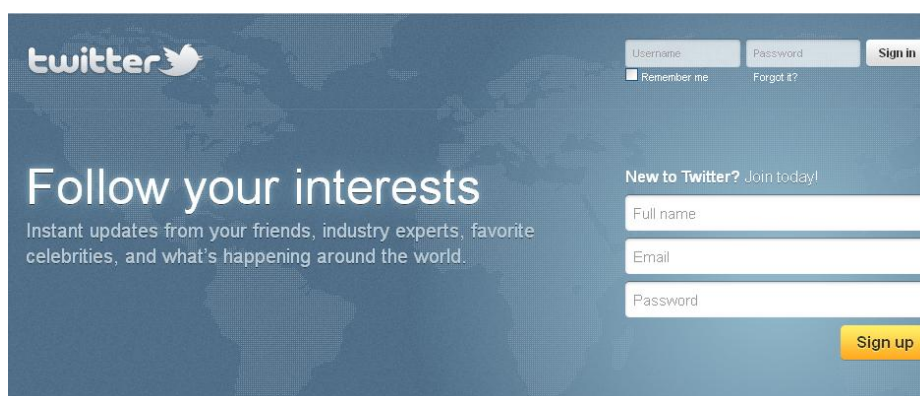 twitter
Username
Password
Sign in
Remember me
Forgot it?
Follow your interests
Instant updates from your friends, industry experts, favorite
celebrities, and what's happening around the world.
New to Twitter? Join today!
Full name
Email
Password
Sign up